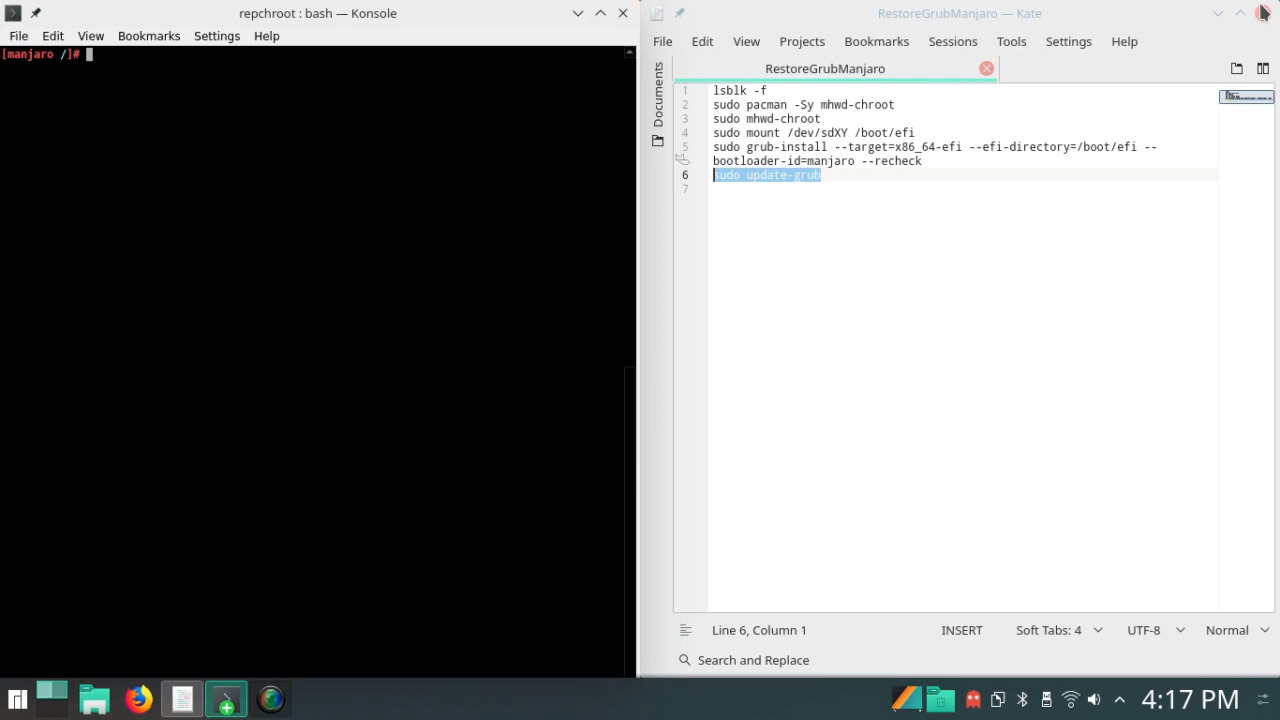 repchroot : bash — Konsole
File Edit View Bookmarks Settings Help
[manjaro /]#
RestoreGrubManjaro — Kate
File Edit View Projects Bookmarks Sessions Tools Settings Help
Documents
RestoreGrubManjaro
1 lsblk -f
2 sudo pacman -Sy mhwd-chroot
3 sudo mhwd-chroot
4 sudo mount /dev/sdXY /boot/efi
5 sudo grub-install --target=x86_64-efi --efi-directory=/boot/efi --
bootloader-id=manjaro --recheck
6 sudo update-grub
7
Line 6, Column 1 INSERT Soft Tabs: 4 UTF-8 Normal
Search and Replace
4:17 PM